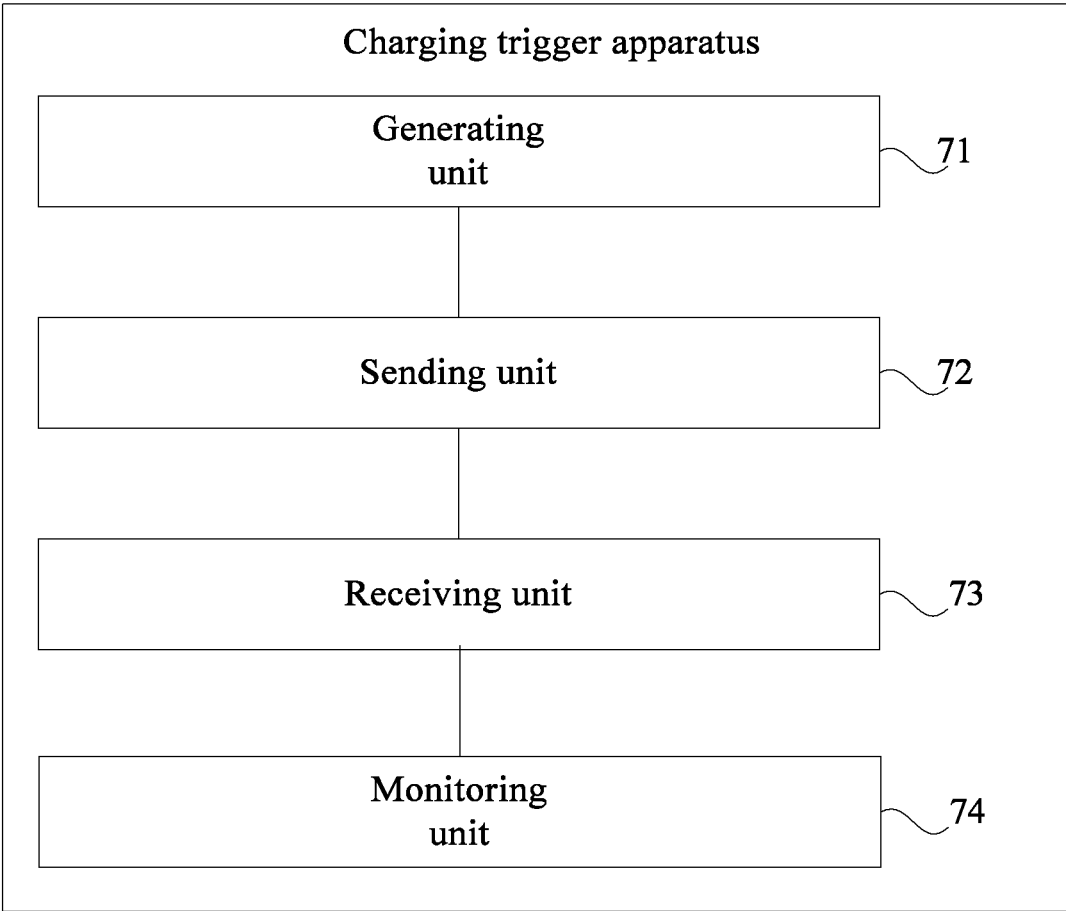 Charging trigger apparatus
Generating
unit
71
Sending unit
72
Receiving unit
73
Monitoring
unit
74